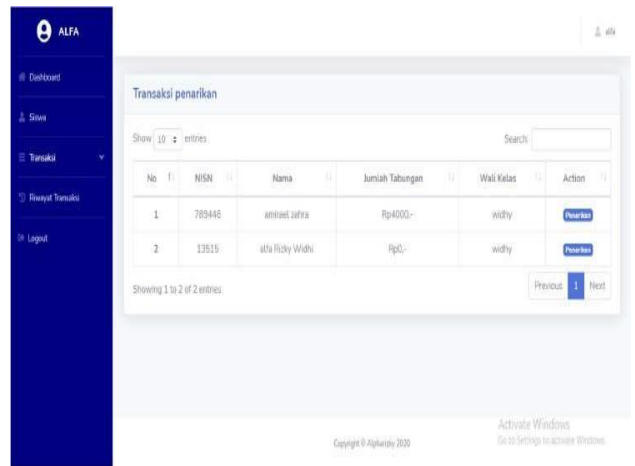 ALFA
alfa
Dashboard
Siswa
Transaksi
Riwayat Transaksi
Logout
Transaksi penarikan
Show 10 entries
Search:
No NISN Nama Jumlah Tabungan Wali Kelas Action
1 789446 zahra Rp4000,- widhy Penarikan
2 13515 alfa Rizky Widhi Rp0,- widhy Penarikan
Showing 1 to 2 of 2 entries
Previous 1 Next
Activate Windows
Go to Settings to activate Windows.
Copyright © 2020